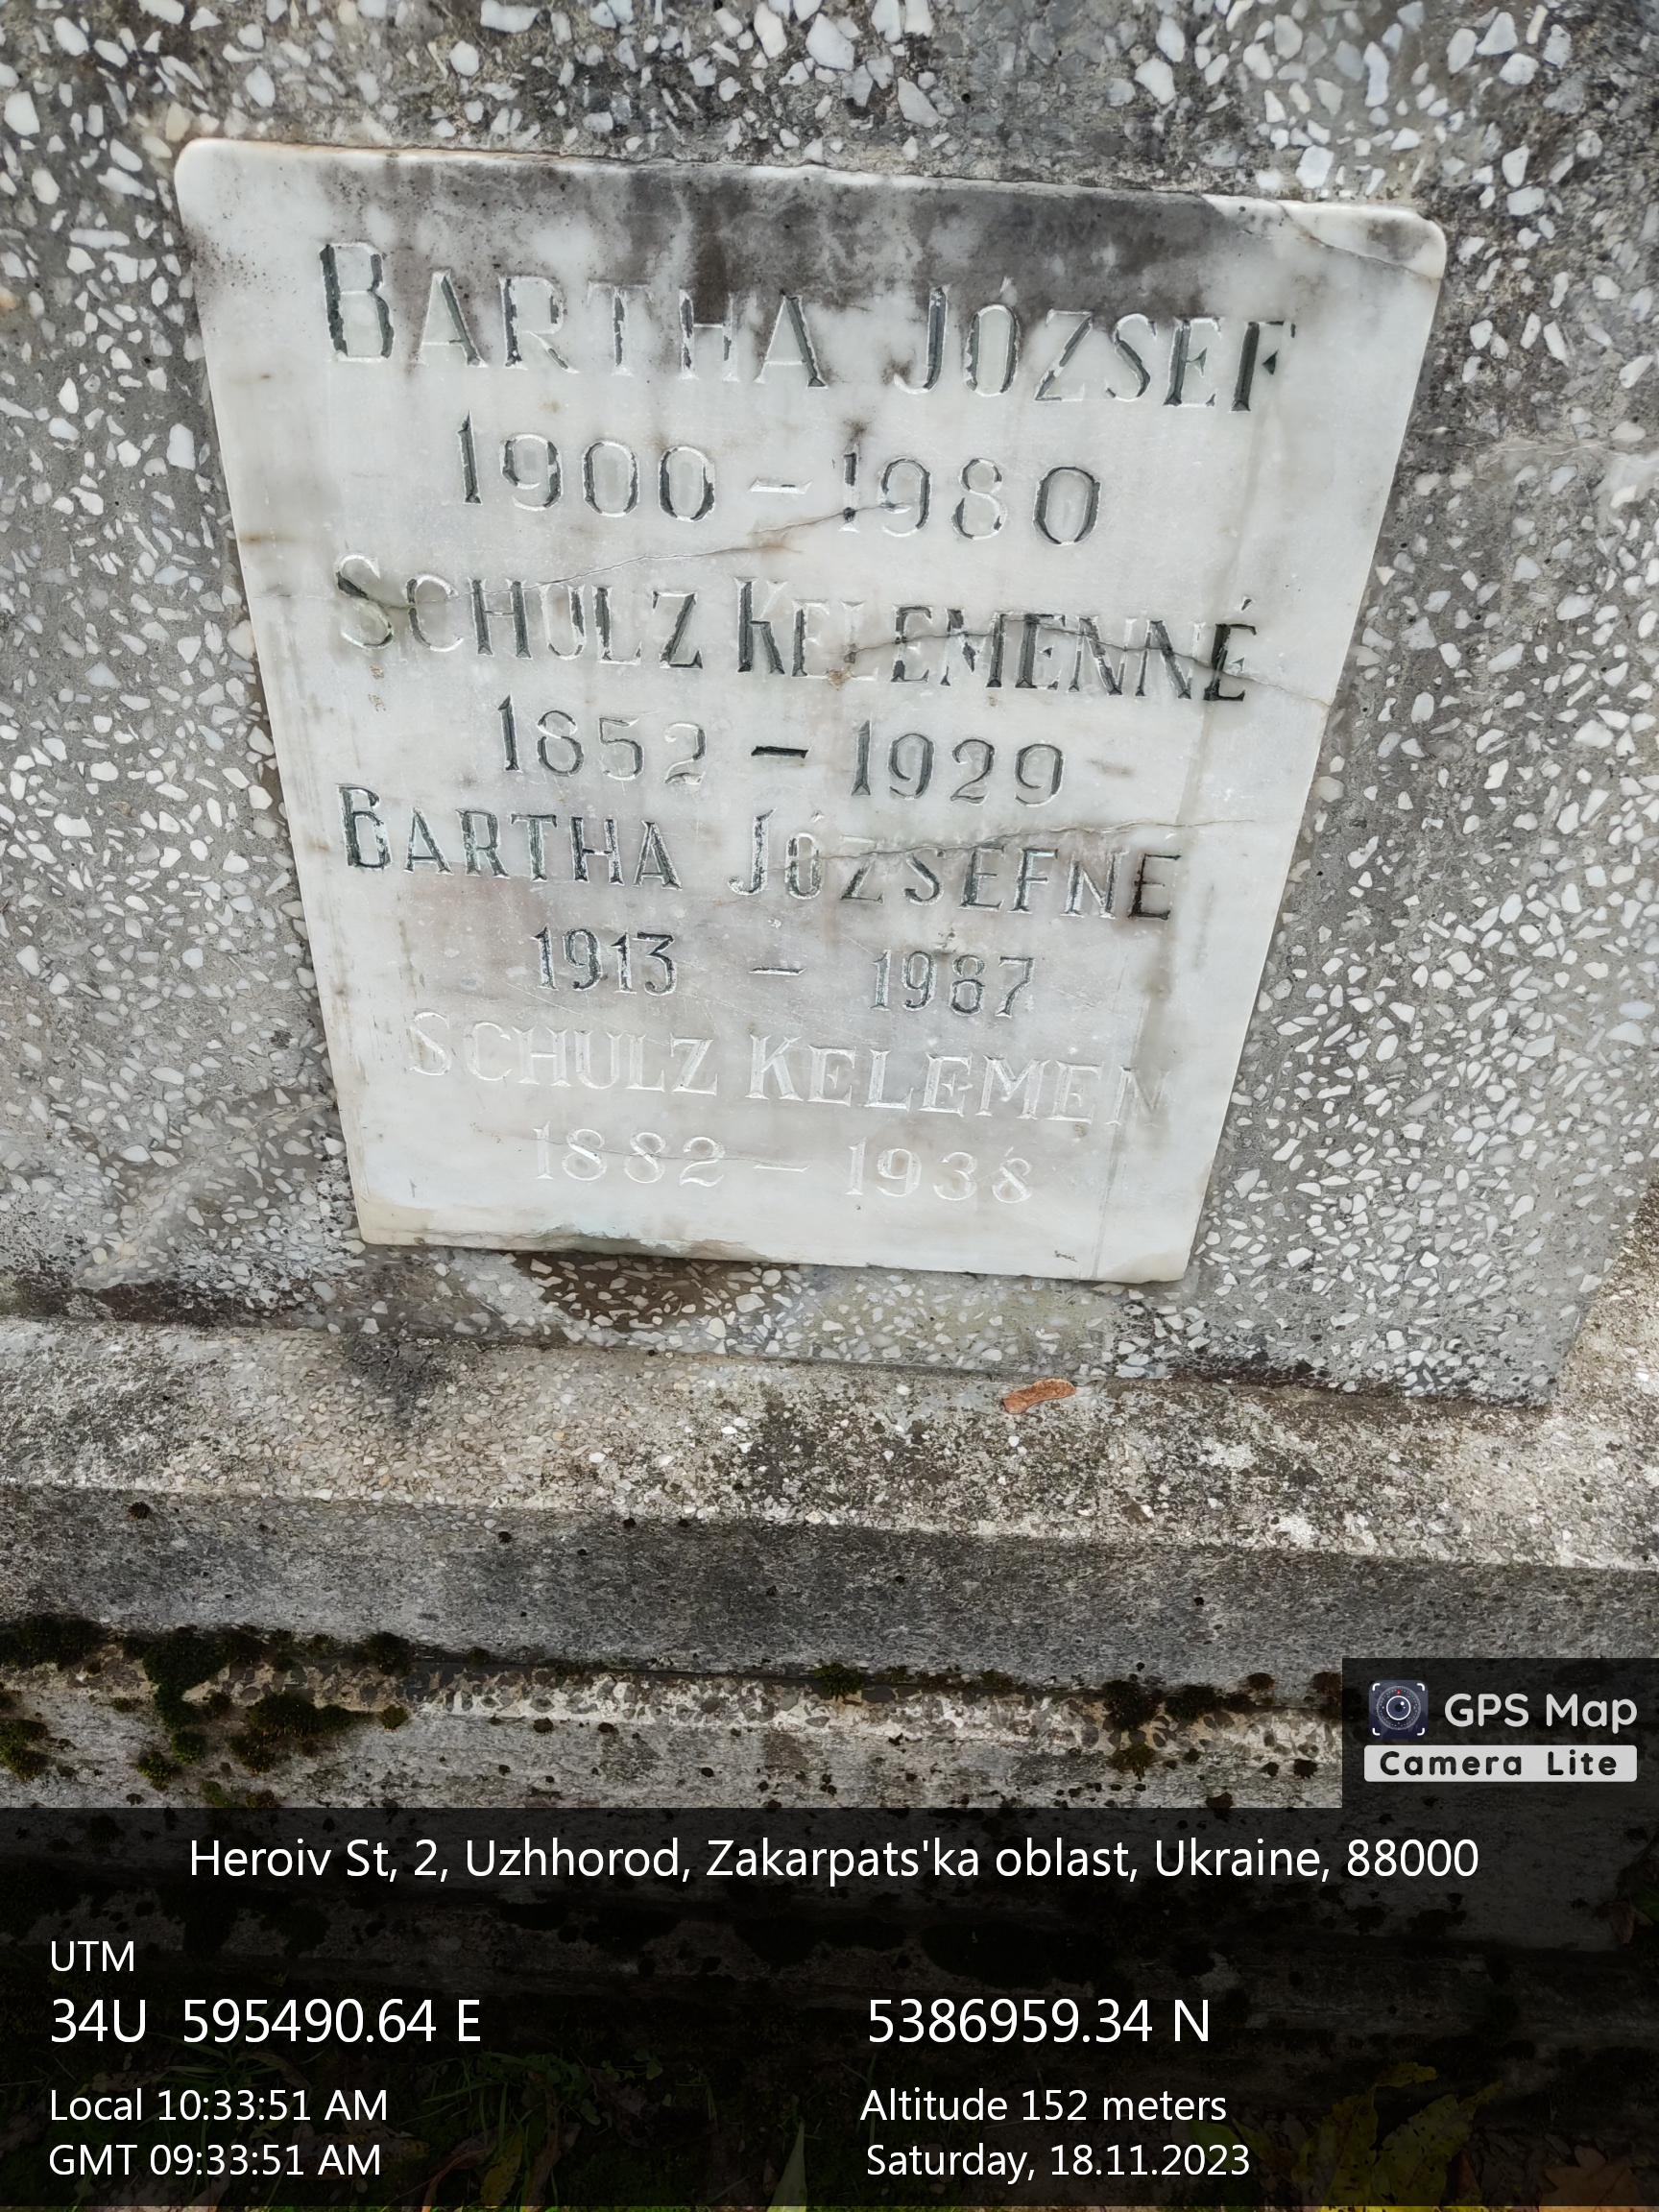 BARTHA JÓZSEF
1900 - 1980
SCHULZ KELEMENNÉ
1852 - 1929
BARTHA JÓZSEFNE
1913 - 1987
SCHULZ KELEMEN
1882 - 1938
GPS Map
Camera Lite
Heroiv St, 2, Uzhhorod, Zakarpats'ka oblast, Ukraine, 88000
UTM
34U 595490.64 E 5386959.34 N
Local 10:33:51 AM Altitude 152 meters
GMT 09:33:51 AM Saturday, 18.11.2023